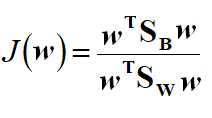 J(w) = wᵀS_B w / wᵀS_W w